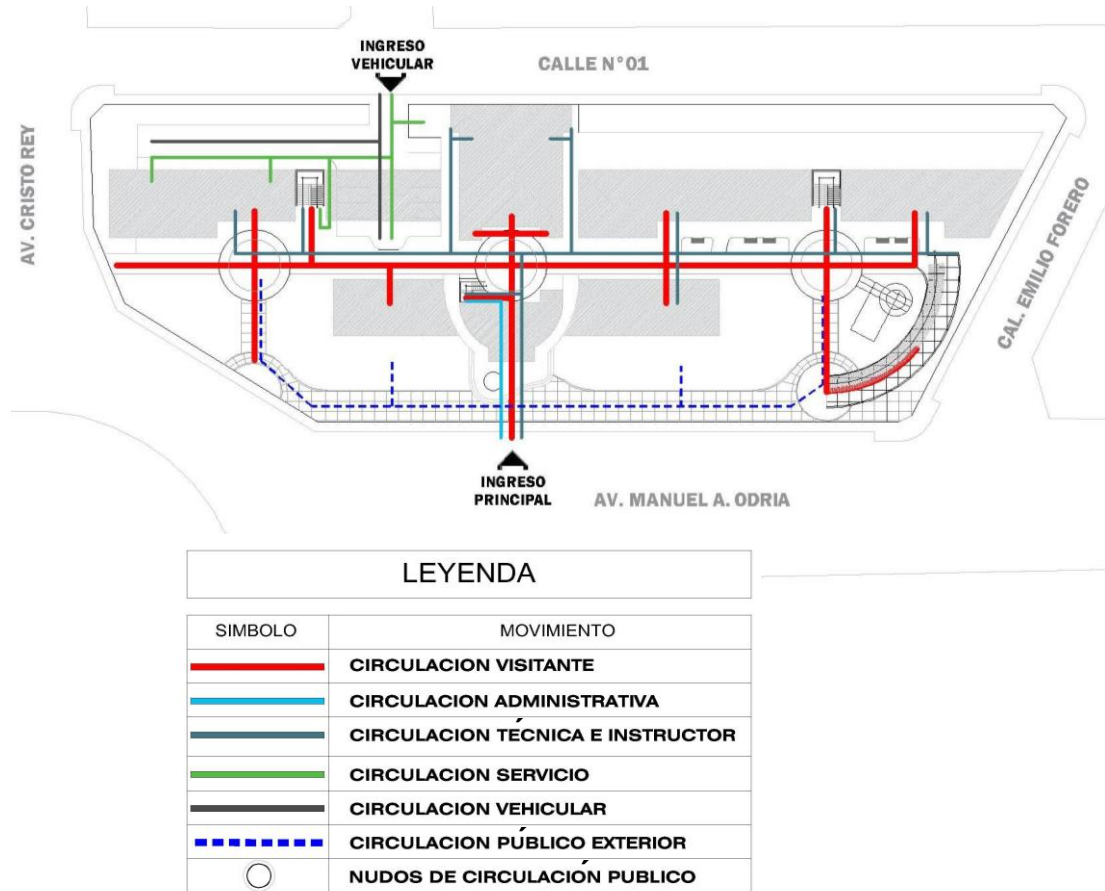 INGRESO
VEHICULAR
CALLE N°01
AV. CRISTO REY
CAL. EMILIO FORERO
INGRESO
PRINCIPAL
AV. MANUEL A. ODRIA
LEYENDA
SIMBOLO MOVIMIENTO
CIRCULACION VISITANTE
CIRCULACION ADMINISTRATIVA
CIRCULACION TÉCNICA E INSTRUCTOR
CIRCULACION SERVICIO
CIRCULACION VEHICULAR
CIRCULACION PÚBLICO EXTERIOR
NUDOS DE CIRCULACIÓN PUBLICO